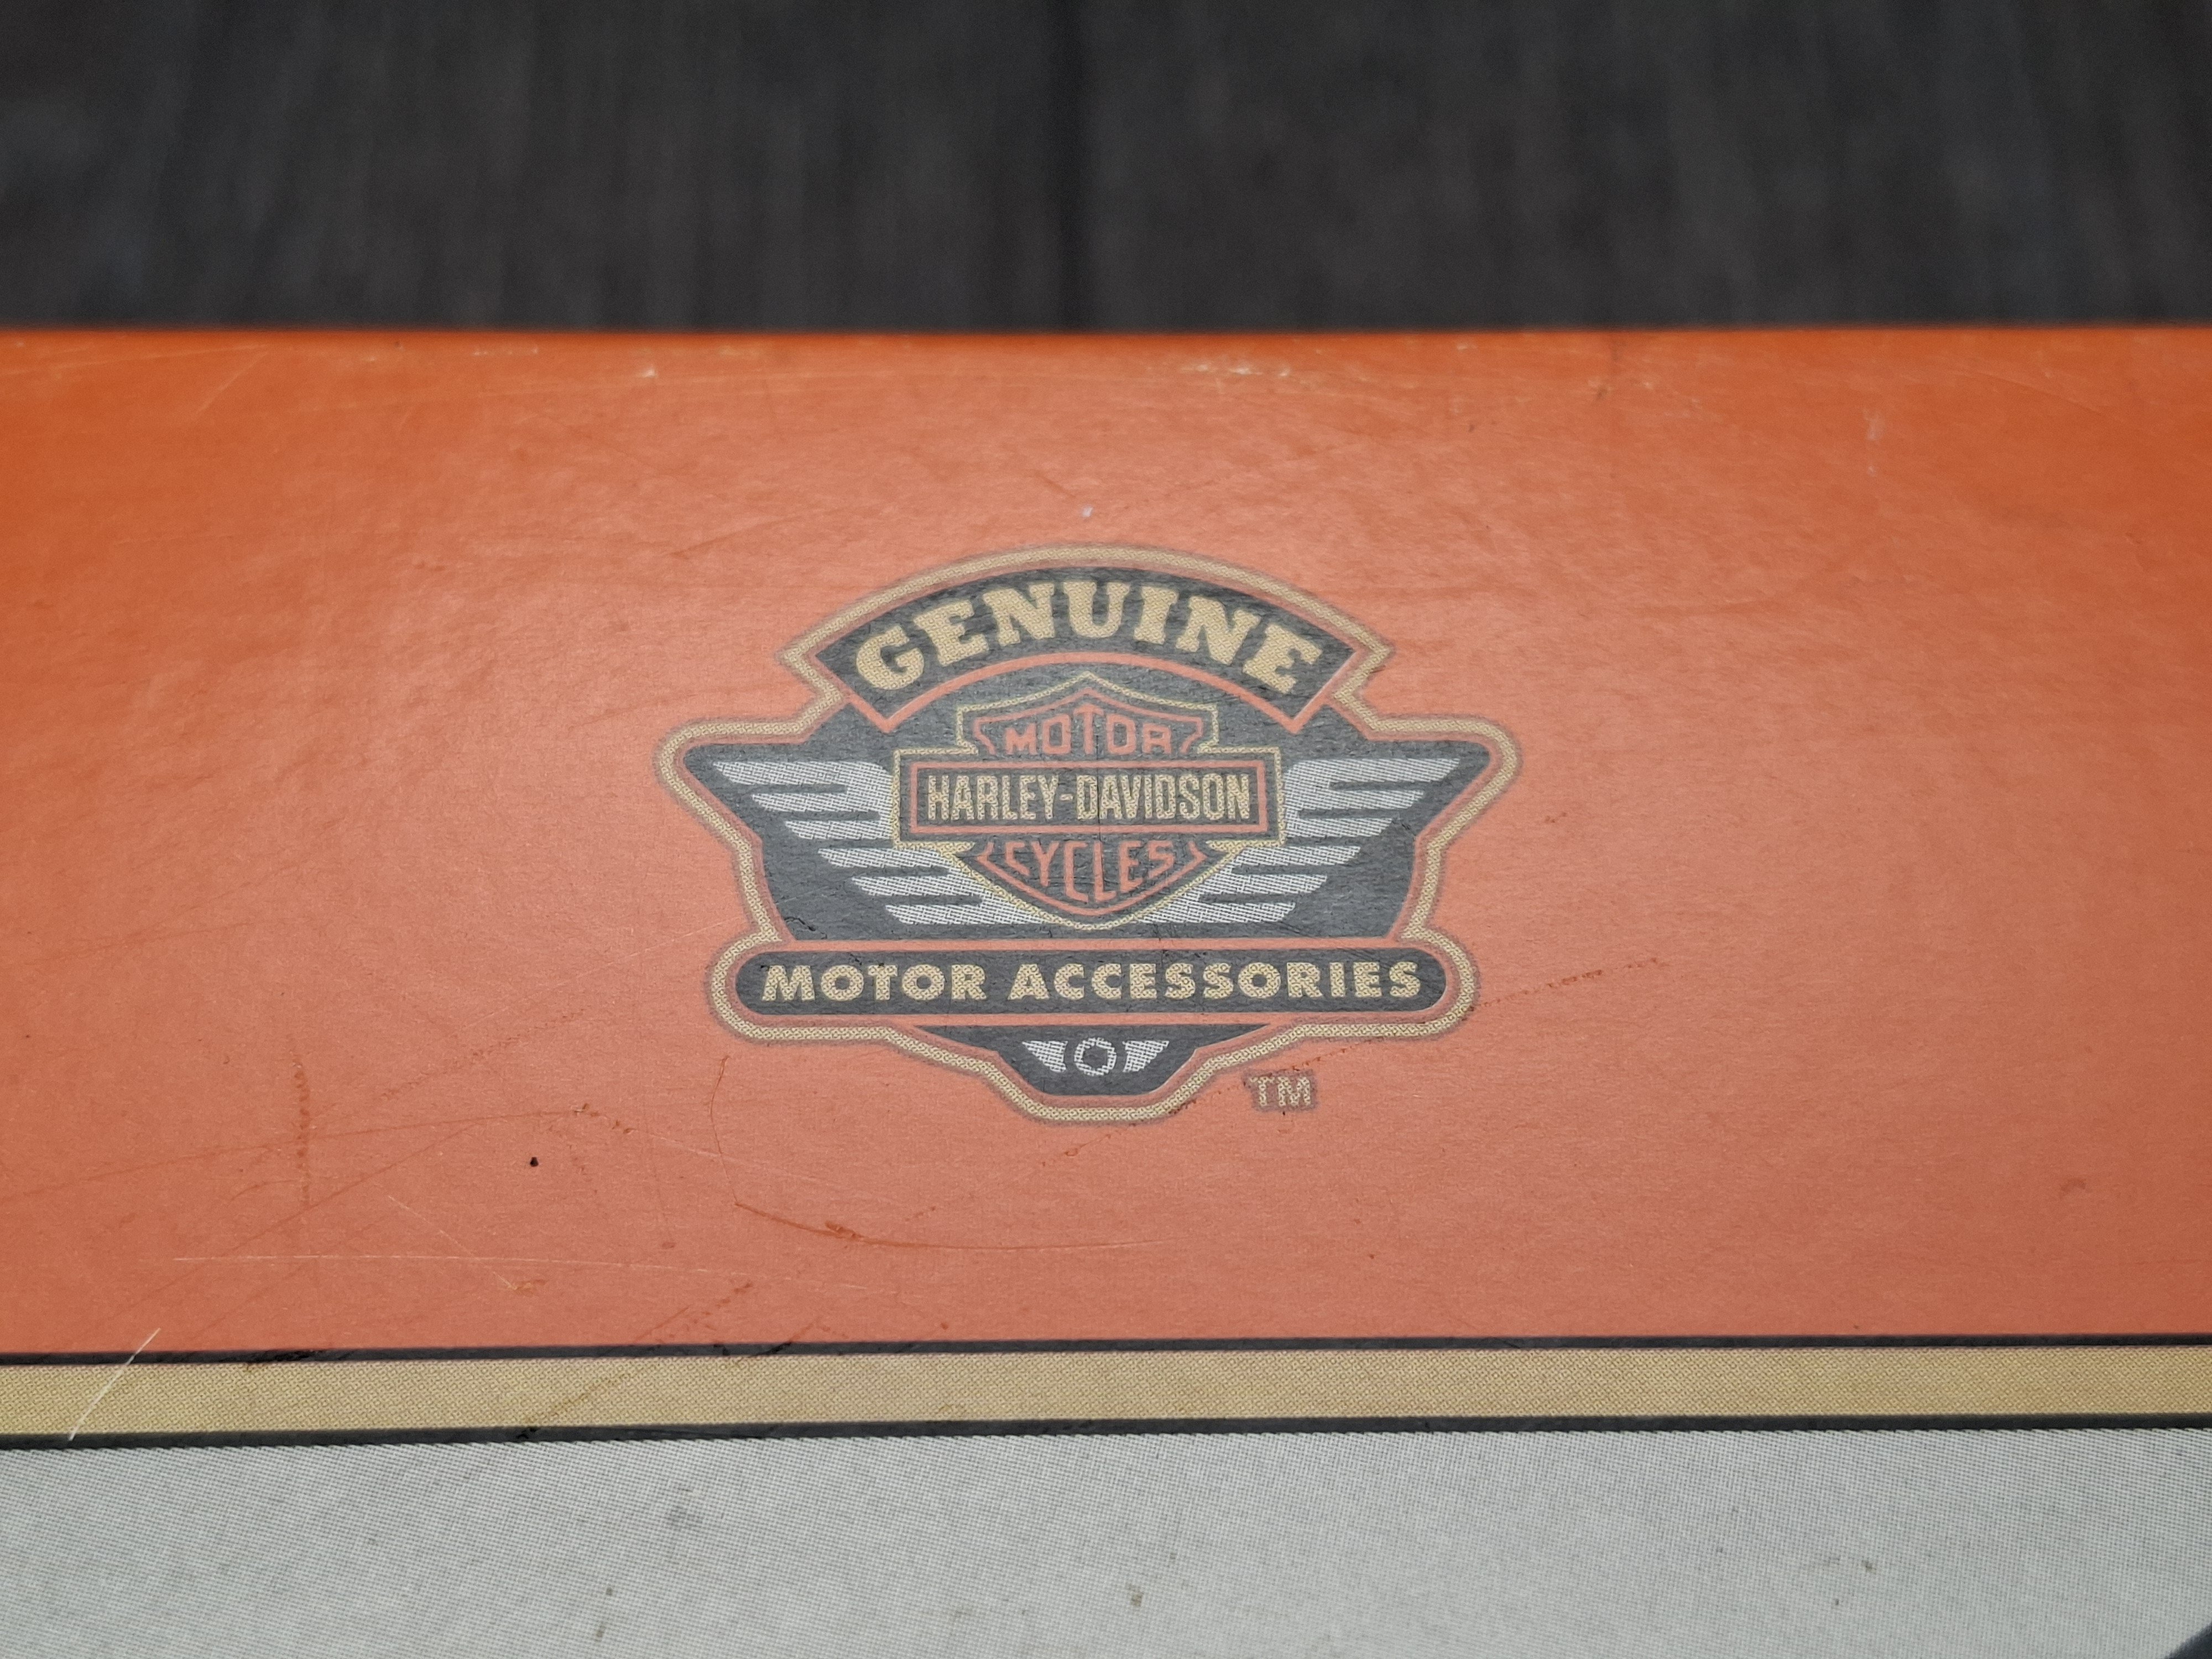 GENUINE
MOTOR
HARLEY-DAVIDSON
CYCLES
MOTOR ACCESSORIES
TM